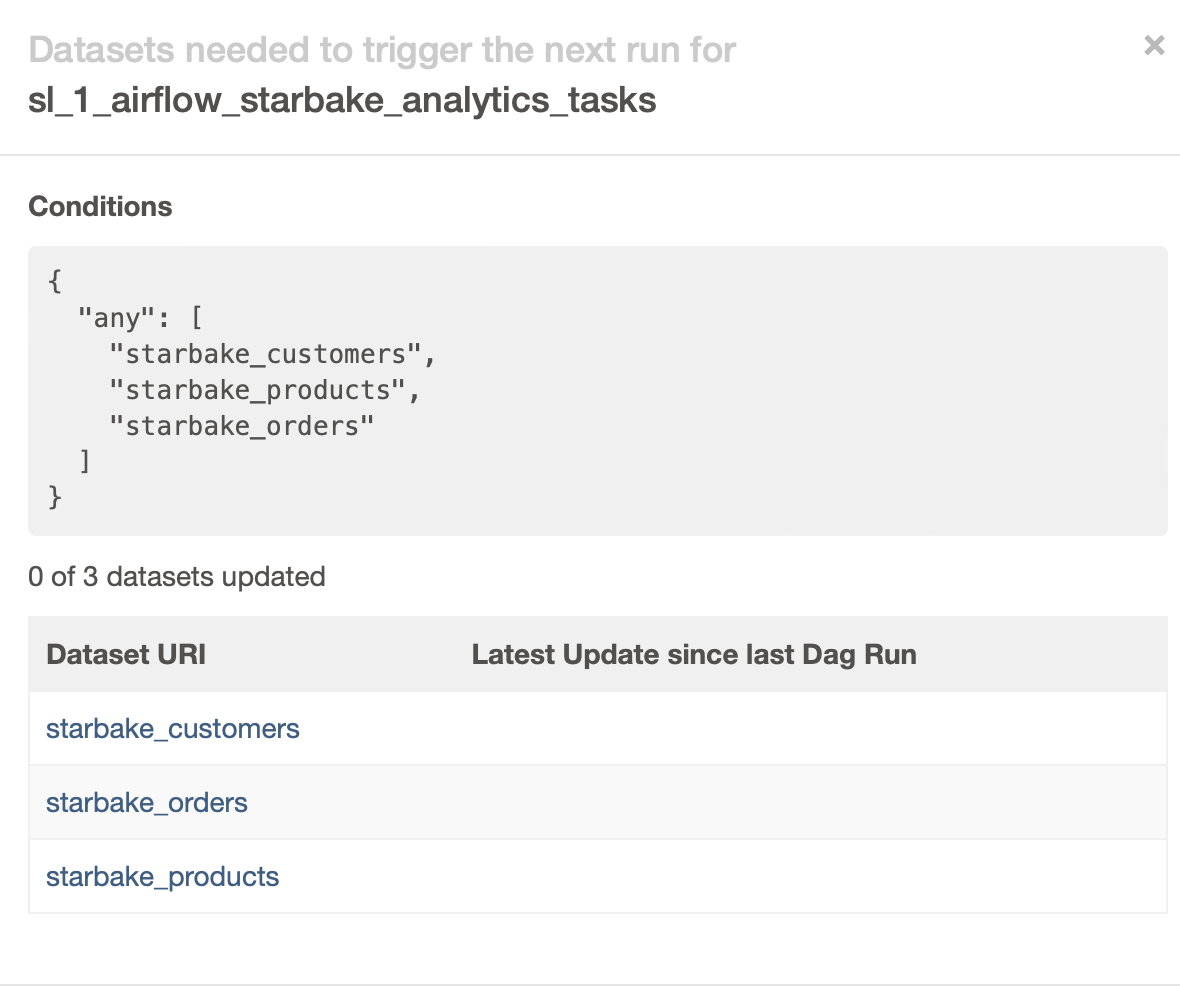 Datasets needed to trigger the next run for
sl_1_airflow_starbake_analytics_tasks
×
Conditions
{
  "any": [
    "starbake_customers",
    "starbake_products",
    "starbake_orders"
  ]
}
0 of 3 datasets updated
Dataset URI Latest Update since last Dag Run
starbake_customers
starbake_orders
starbake_products